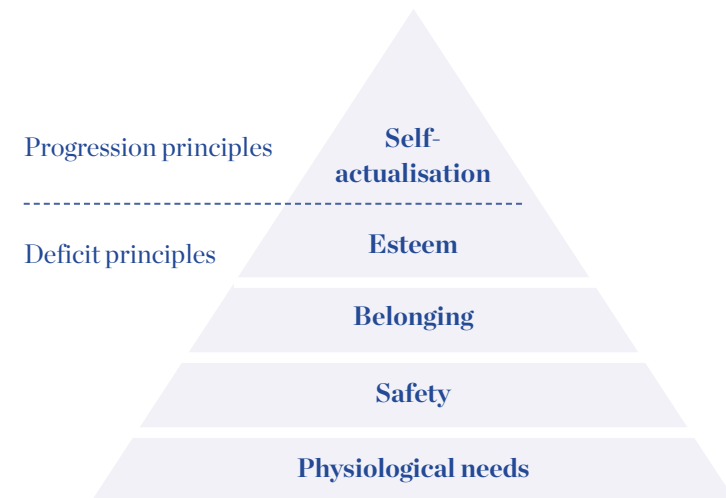 Progression principles
Self-
actualisation
Deficit principles
Esteem
Belonging
Safety
Physiological needs